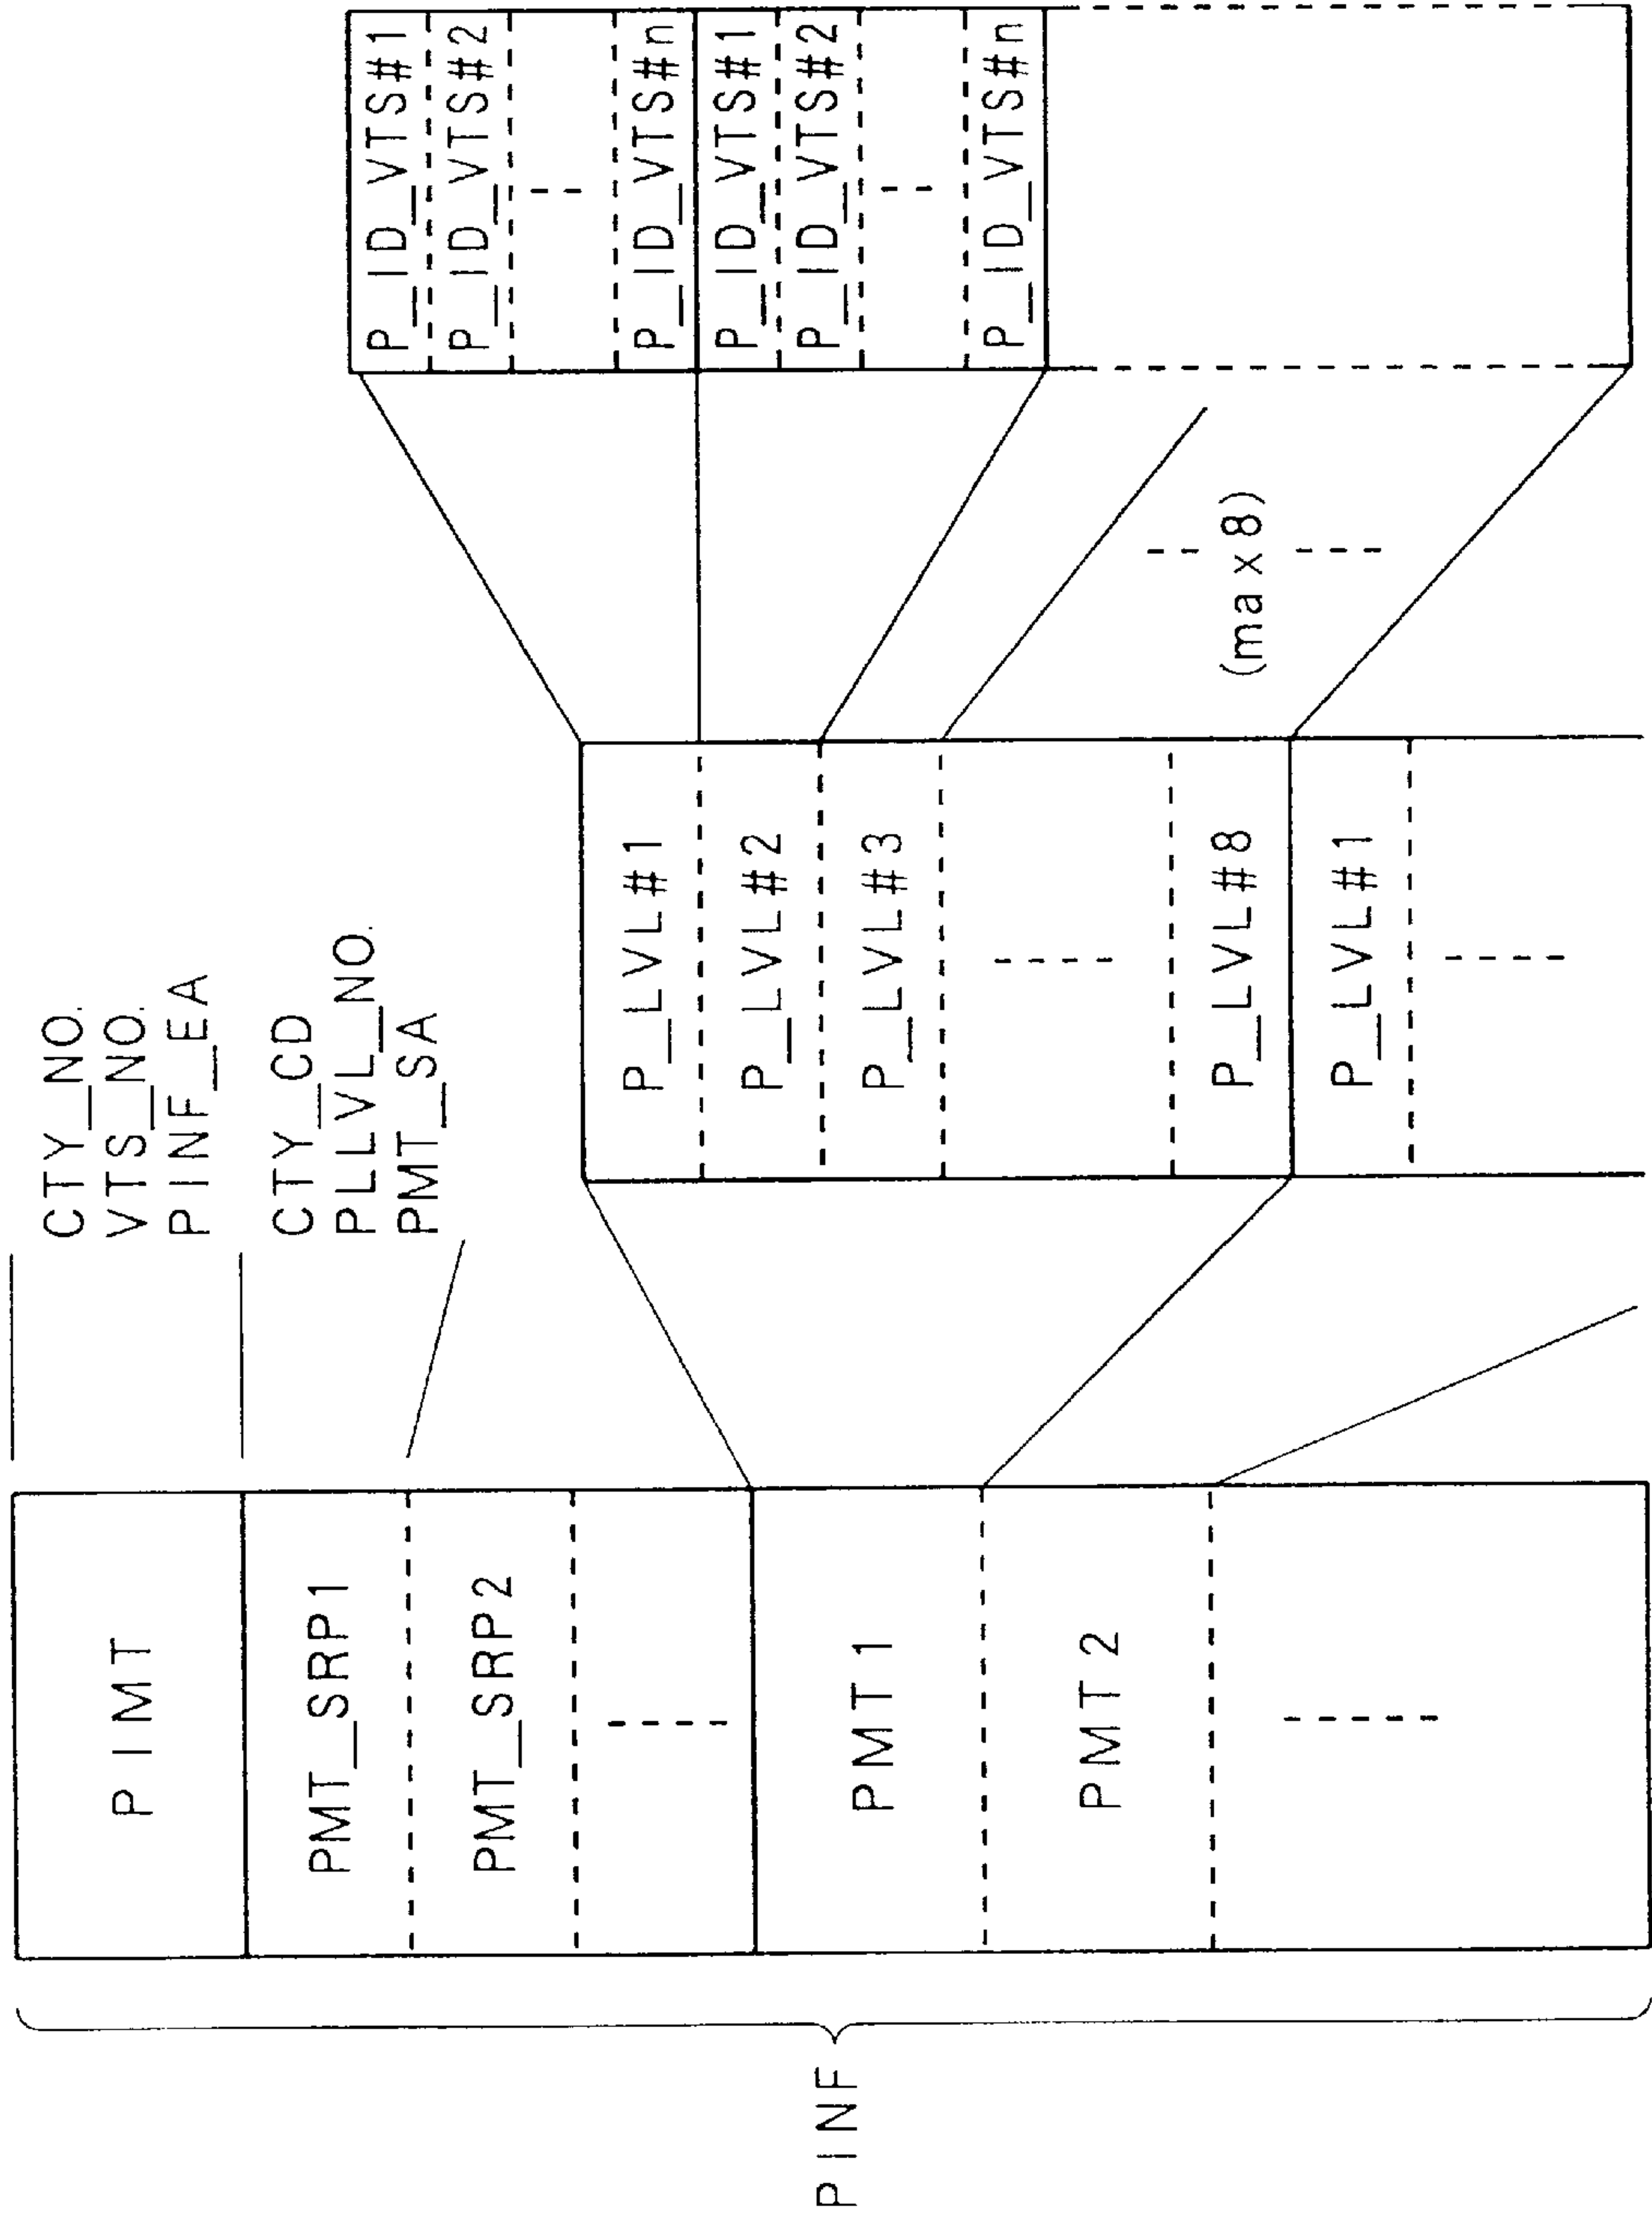 PINF
PIMT
PMT_SRP1
PMT_SRP2
PMT1
PMT2
CTY_NO.
VTS_NO.
PINF_EA
CTY_CD
PLLVL_NO.
PMT_SA
P_LVL#1
P_LVL#2
P_LVL#3
P_LVL#8
P_LVL#1
(max8)
P_ID_VTS#1
P_ID_VTS#2
P_ID_VTS#n
P_ID_VTS#1
P_ID_VTS#2
P_ID_VTS#n